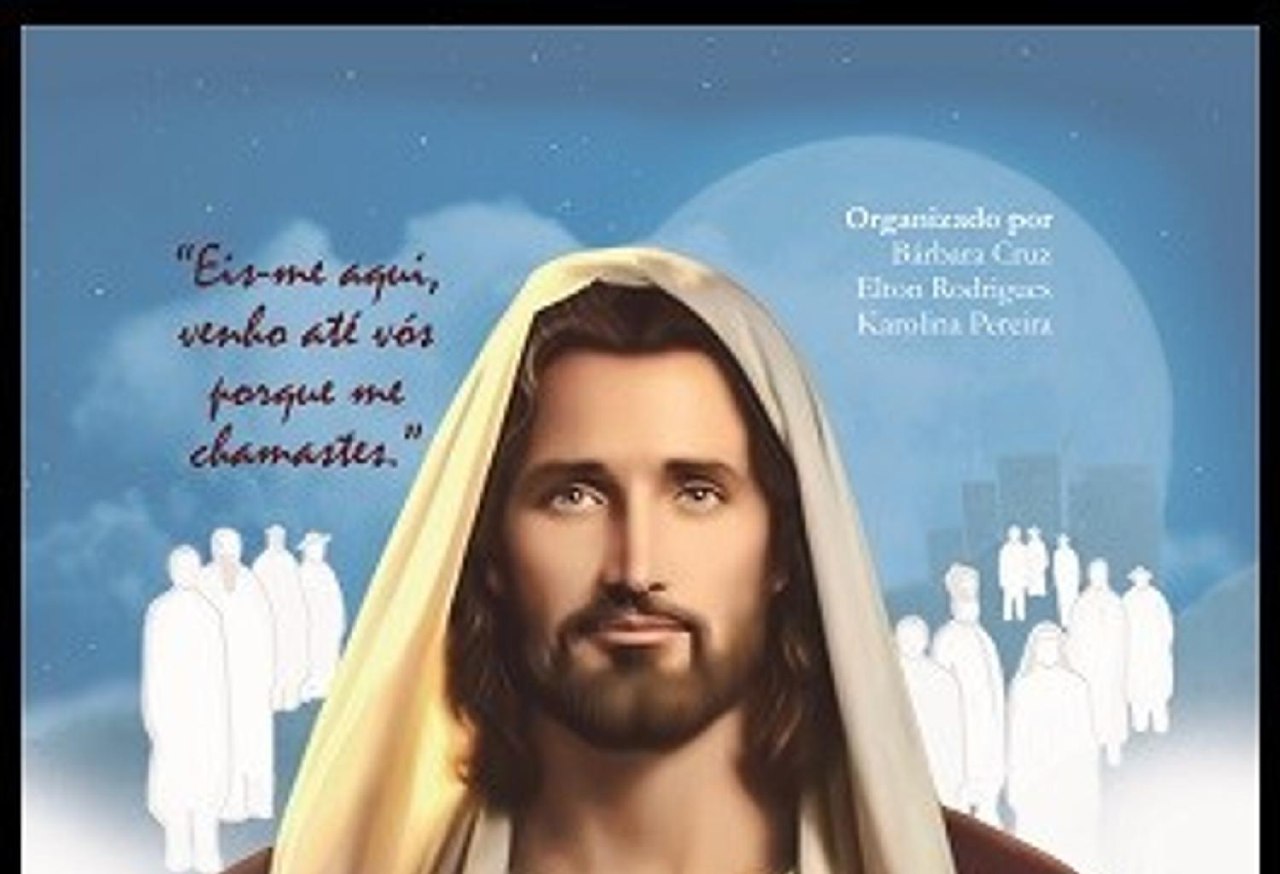 “Eis-me aqui,
venho até vós
porque me
chamastes.”
Organizado por
Bárbara Cruz
Elton Rodrigues
Karolina Pereira